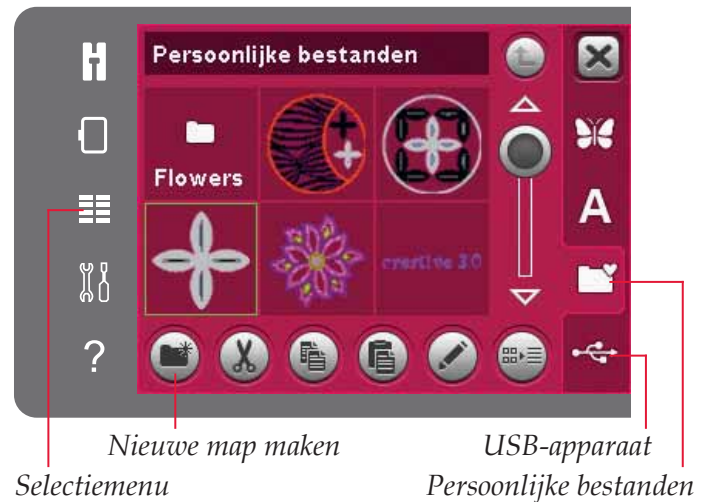 Persoonlijke bestanden
Flowers
A
creative 3.0
?
Nieuwe map maken
USB-apparaat
Selectiemenu
Persoonlijke bestanden